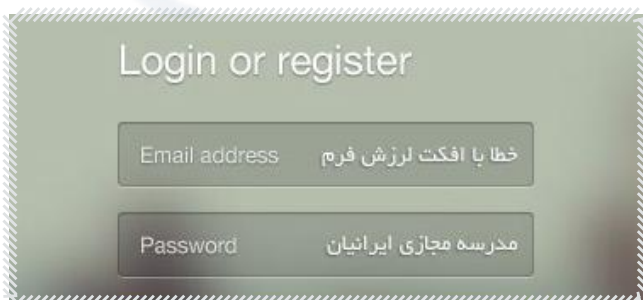 Login or register
Email address خطا با افکت لرزش فرم
Password مدرسه مجازی ایرانیان